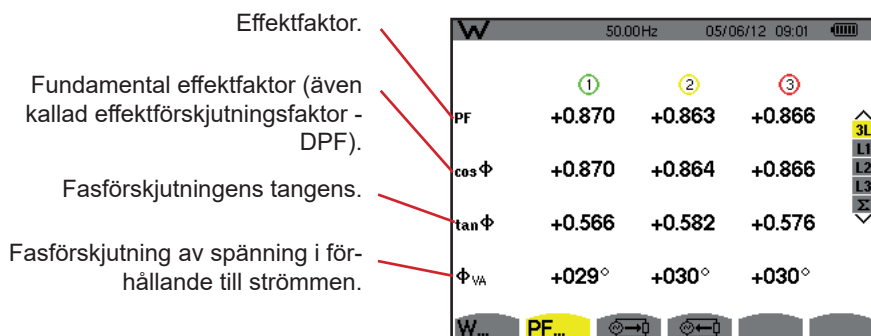 Effektfaktor.
Fundamental effektfaktor (även
kallad effektförskjutningsfaktor -
DPF).
Fasförskjutningens tangens.
Fasförskjutning av spänning i för-
hållande till strömmen.
W 50.00Hz 05/06/12 09:01
1 2 3
PF +0.870 +0.863 +0.866
cos Φ +0.870 +0.864 +0.866
tan Φ +0.566 +0.582 +0.576
Φ VA +029° +030° +030°
3L
L1
L2
L3
Σ
W... PF...